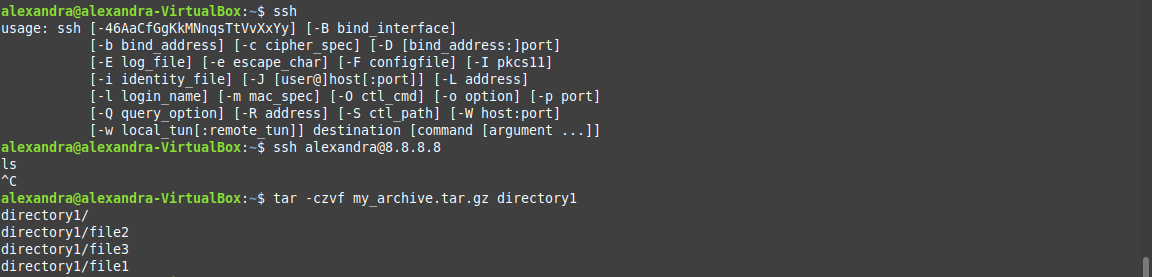 alexandra@alexandra-VirtualBox:~$ ssh
usage: ssh [-46AaCfGgKkMNnqsTtVvXxYy] [-B bind_interface]
           [-b bind_address] [-c cipher_spec] [-D [bind_address:]port]
           [-E log_file] [-e escape_char] [-F configfile] [-I pkcs11]
           [-i identity_file] [-J [user@]host[:port]] [-L address]
           [-l login_name] [-m mac_spec] [-O ctl_cmd] [-o option] [-p port]
           [-Q query_option] [-R address] [-S ctl_path] [-W host:port]
           [-w local_tun[:remote_tun]] destination [command [argument ...]]
alexandra@alexandra-VirtualBox:~$ ssh alexandra@8.8.8.8
ls
^C
alexandra@alexandra-VirtualBox:~$ tar -czvf my_archive.tar.gz directory1
directory1/
directory1/file2
directory1/file3
directory1/file1